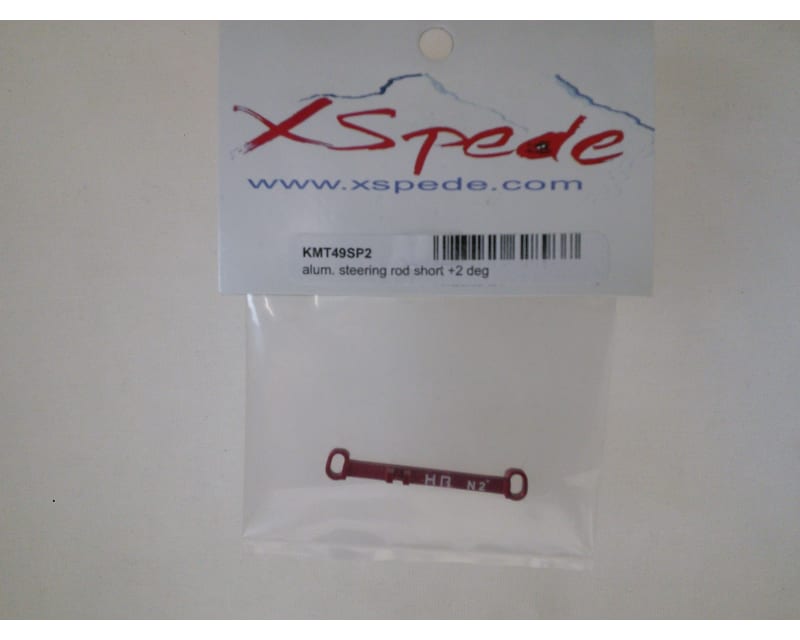 XSpede
www.xspede.com
KMT49SP2
alum. steering rod short +2 deg
HR N2°